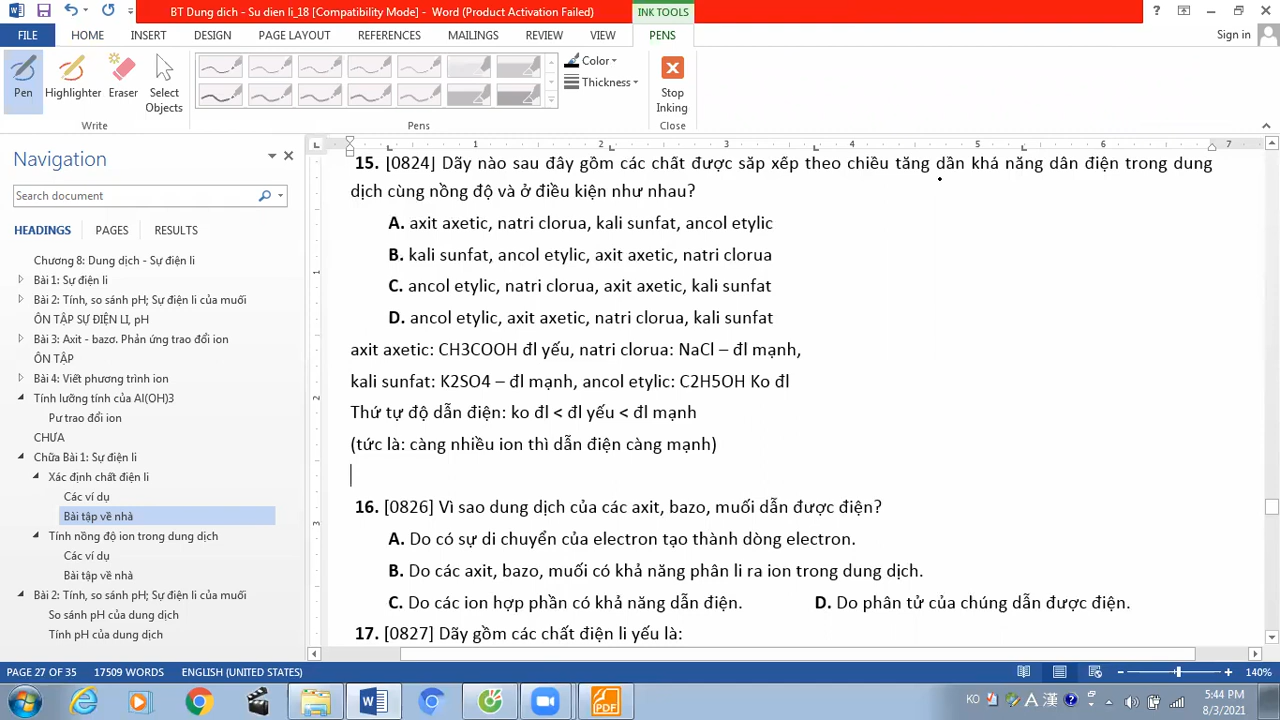 BT Dung dich - Su dien li_18 [Compatibility Mode] - Word (Product Activation Failed)
INK TOOLS
?
FILE HOME INSERT DESIGN PAGE LAYOUT REFERENCES MAILINGS REVIEW VIEW PENS
Sign in
Pen Highlighter Eraser Select Objects
Color
Thickness
Stop Inking
Write Pens Close
Navigation
Search document
HEADINGS PAGES RESULTS
Chương 8: Dung dịch - Sự điện li
Bài 1: Sự điện li
Bài 2: Tính, so sánh pH; Sự điện li của muối
ÔN TẬP SỰ ĐIỆN LI, pH
Bài 3: Axit - bazơ. Phản ứng trao đổi ion
ÔN TẬP
Bài 4: Viết phương trình ion
Tính lưỡng tính của Al(OH)3
Pư trao đổi ion
CHƯA
Chữa Bài 1: Sự điện li
Xác định chất điện li
Các ví dụ
Bài tập về nhà
Tính nồng độ ion trong dung dịch
Các ví dụ
Bài tập về nhà
Bài 2: Tính, so sánh pH; Sự điện li của muối
So sánh pH của dung dịch
Tính pH của dung dịch
1 2 3 4 5 6 7
1
2
3
15. [0824] Dãy nào sau đây gồm các chất được sắp xếp theo chiều tăng dần khả năng dẫn điện trong dung
dịch cùng nồng độ và ở điều kiện như nhau?
A. axit axetic, natri clorua, kali sunfat, ancol etylic
B. kali sunfat, ancol etylic, axit axetic, natri clorua
C. ancol etylic, natri clorua, axit axetic, kali sunfat
D. ancol etylic, axit axetic, natri clorua, kali sunfat
axit axetic: CH3COOH đl yếu, natri clorua: NaCl – đl mạnh,
kali sunfat: K2SO4 – đl mạnh, ancol etylic: C2H5OH Ko đl
Thứ tự độ dẫn điện: ko đl < đl yếu < đl mạnh
(tức là: càng nhiều ion thì dẫn điện càng mạnh)
16. [0826] Vì sao dung dịch của các axit, bazo, muối dẫn được điện?
A. Do có sự di chuyển của electron tạo thành dòng electron.
B. Do các axit, bazo, muối có khả năng phân li ra ion trong dung dịch.
C. Do các ion hợp phần có khả năng dẫn điện. D. Do phân tử của chúng dẫn được điện.
17. [0827] Dãy gồm các chất điện li yếu là:
PAGE 27 OF 35 17509 WORDS ENGLISH (UNITED STATES) 140%
KO A 漢 ?
5:44 PM
8/3/2021
PDF